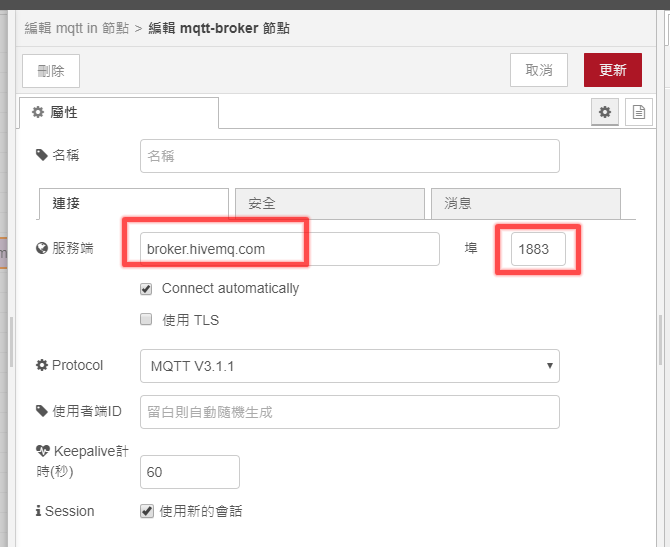 編輯 mqtt in 節點 > 編輯 mqtt-broker 節點
刪除 取消 更新
屬性
名稱 名稱
連接 安全 消息
服務端 broker.hivemq.com 埠 1883
Connect automatically
使用 TLS
Protocol MQTT V3.1.1
使用者端ID 留白則自動隨機生成
Keepalive計
時(秒) 60
Session 使用新的會話